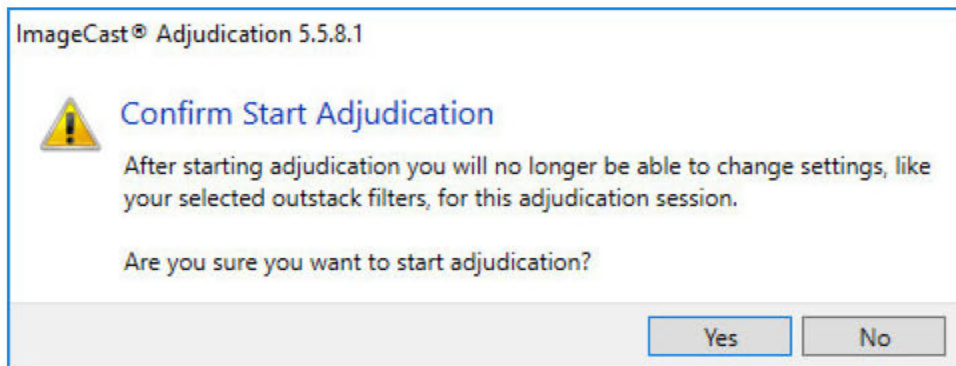 ImageCast® Adjudication 5.5.8.1
Confirm Start Adjudication
After starting adjudication you will no longer be able to change settings, like
your selected outstack filters, for this adjudication session.
Are you sure you want to start adjudication?
Yes No